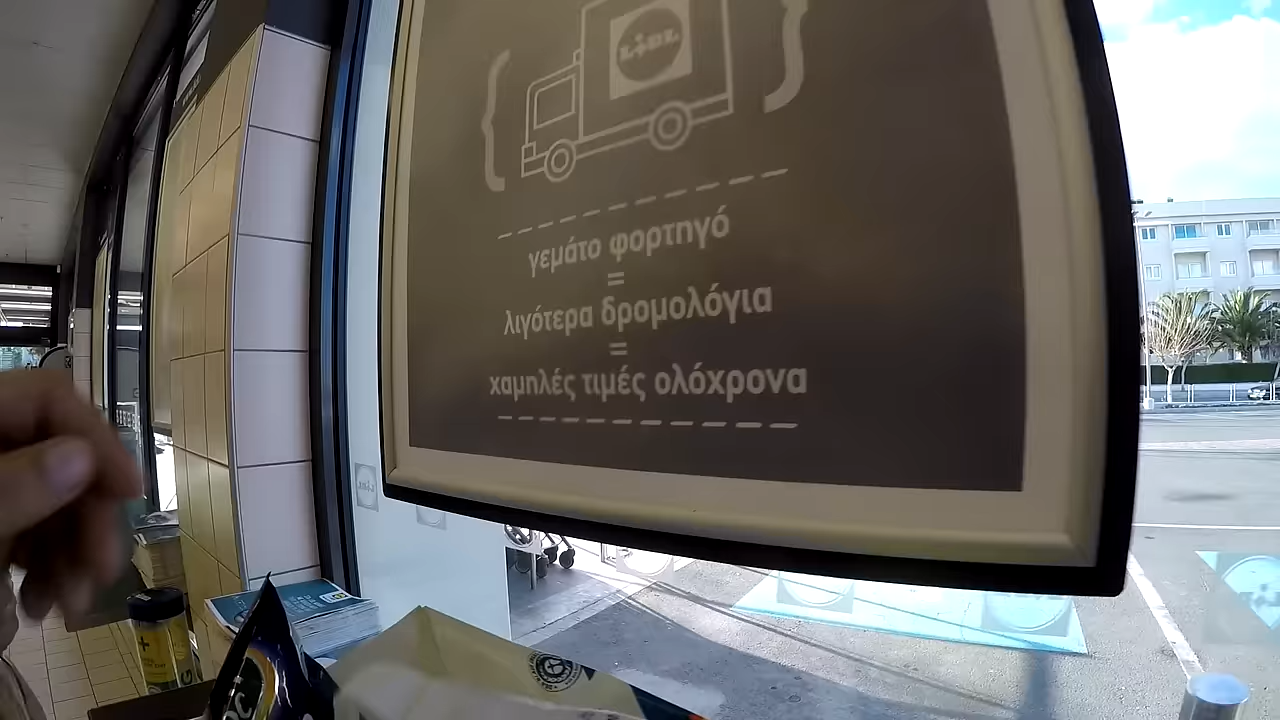 LIDL
γεμάτο φορτηγό
=
λιγότερα δρομολόγια
=
χαμηλές τιμές ολόχρονα